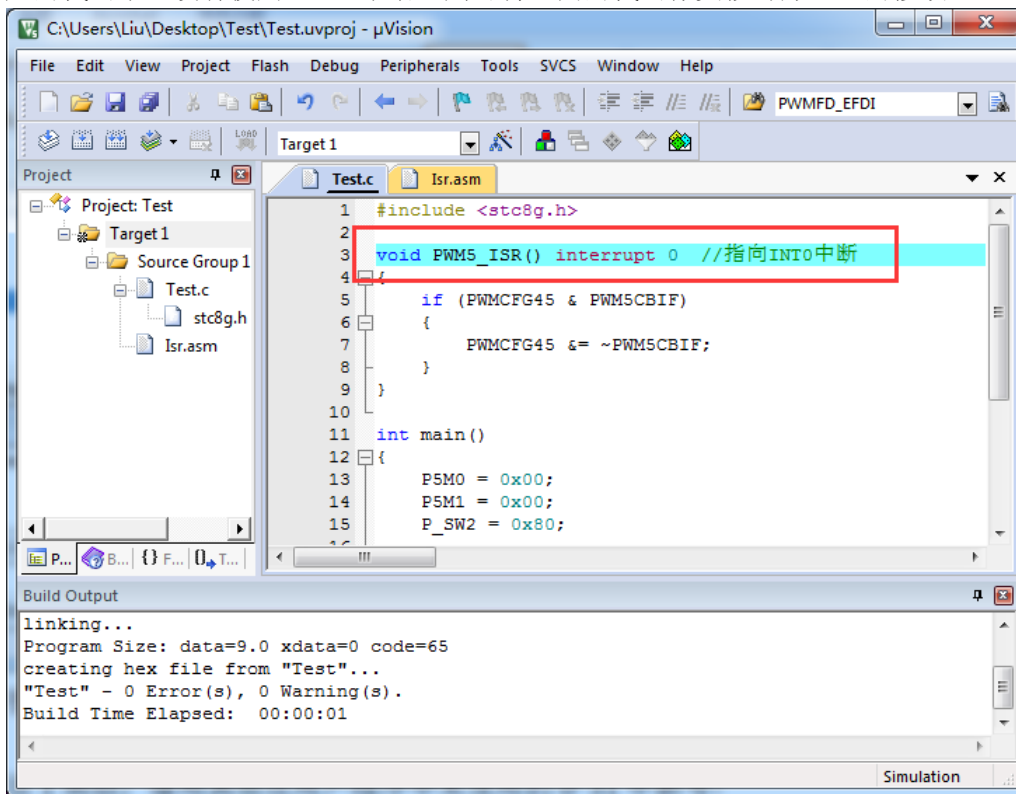 C:\Users\Liu\Desktop\Test\Test.uvproj - µVision
File Edit View Project Flash Debug Peripherals Tools SVCS Window Help
PWMFD_EFDI
LOAD Target 1
Project
Project: Test
Target 1
Source Group 1
Test.c
stc8g.h
Isr.asm
P... B... {} F... 0 T...
Test.c Isr.asm
1 #include <stc8g.h>
2
3 void PWM5_ISR() interrupt 0 //指向INT0中断
4 {
5 if (PWMCFG45 & PWM5CBIF)
6 {
7 PWMCFG45 &= ~PWM5CBIF;
8 }
9 }
10
11 int main()
12 {
13 P5M0 = 0x00;
14 P5M1 = 0x00;
15 P_SW2 = 0x80;
Build Output
linking...
Program Size: data=9.0 xdata=0 code=65
creating hex file from "Test"...
"Test" - 0 Error(s), 0 Warning(s).
Build Time Elapsed: 00:00:01
Simulation